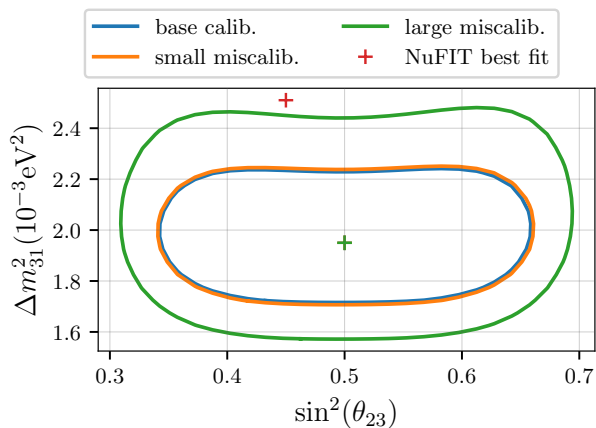 base calib.
small miscalib.
large miscalib.
NuFIT best fit
Δm²₃₁(10⁻³eV²)
2.4
2.2
2.0
1.8
1.6
0.3 0.4 0.5 0.6 0.7
sin²(θ₂₃)